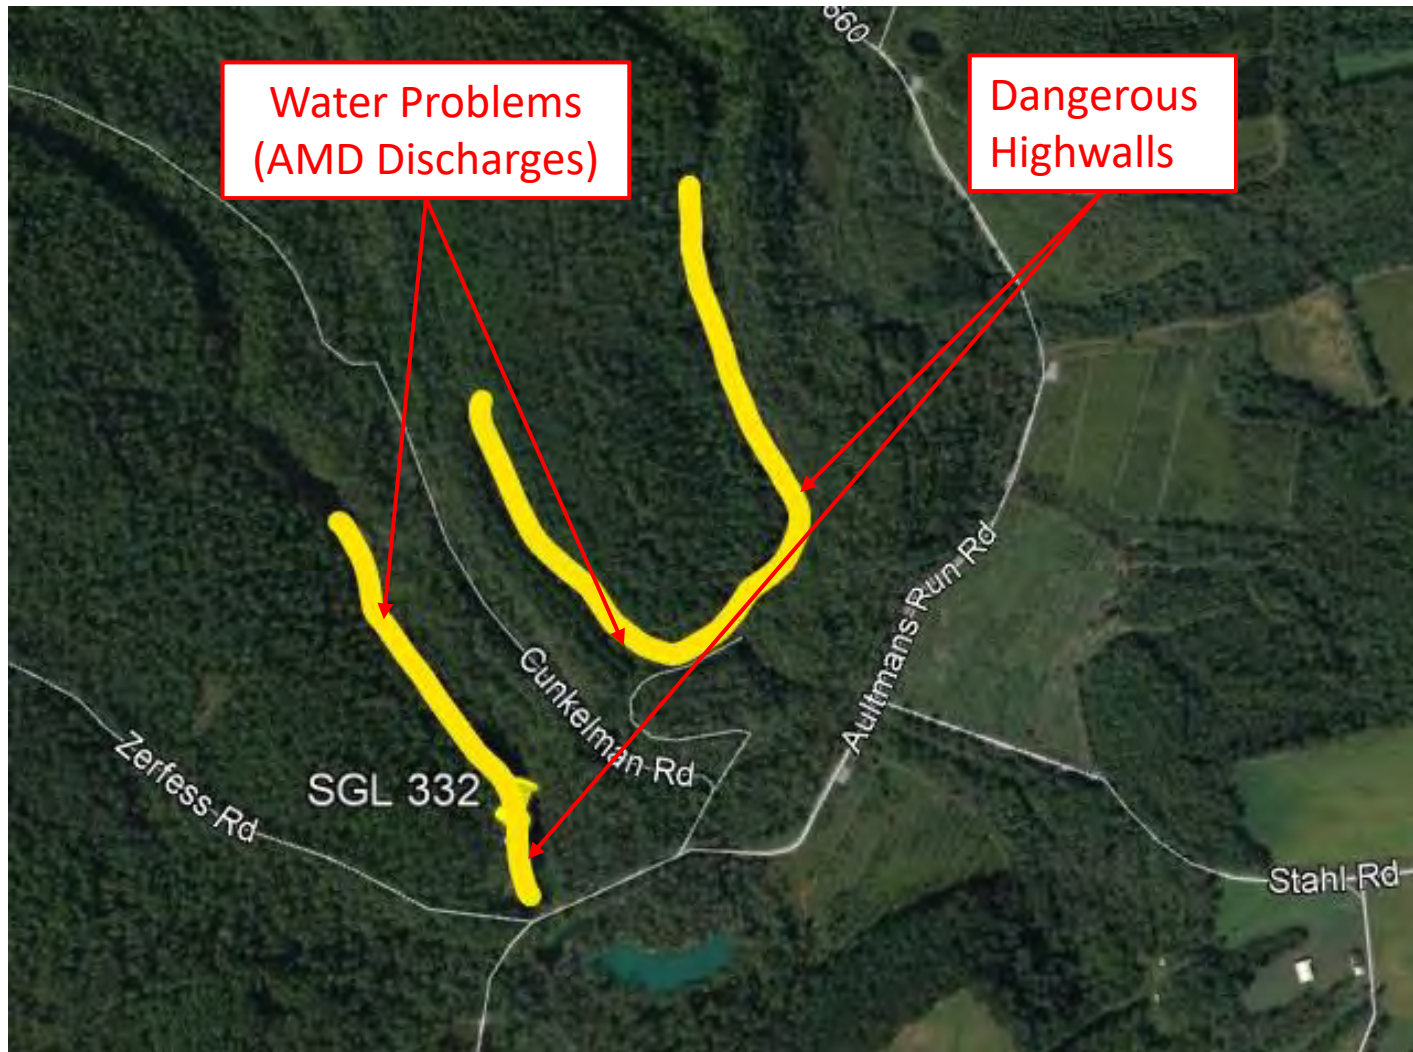 660
Water Problems
(AMD Discharges)
Dangerous
Highwalls
Aultmans Run Rd
Cunkelman Rd
Zerfess Rd
SGL 332
Stahl Rd